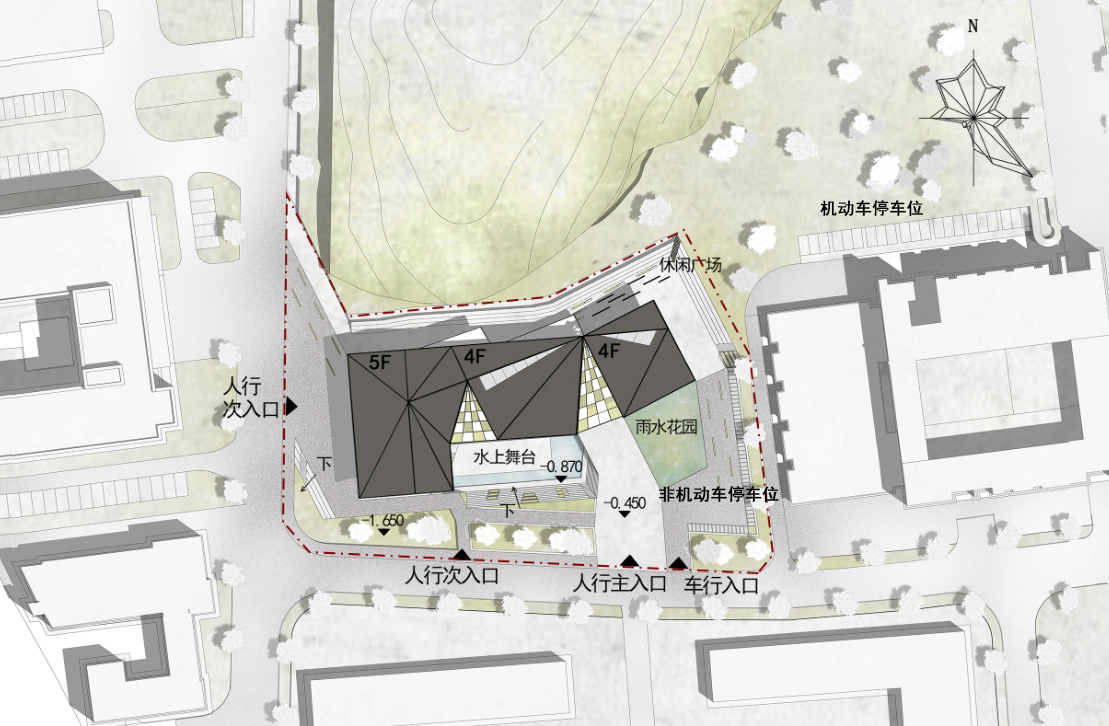 N
机动车停车位
休闲广场
5F
4F
4F
人行
次入口
雨水花园
水上舞台
-0.870
下
非机动车停车位
-0.450
下
-1.650
人行次入口
人行主入口
车行入口